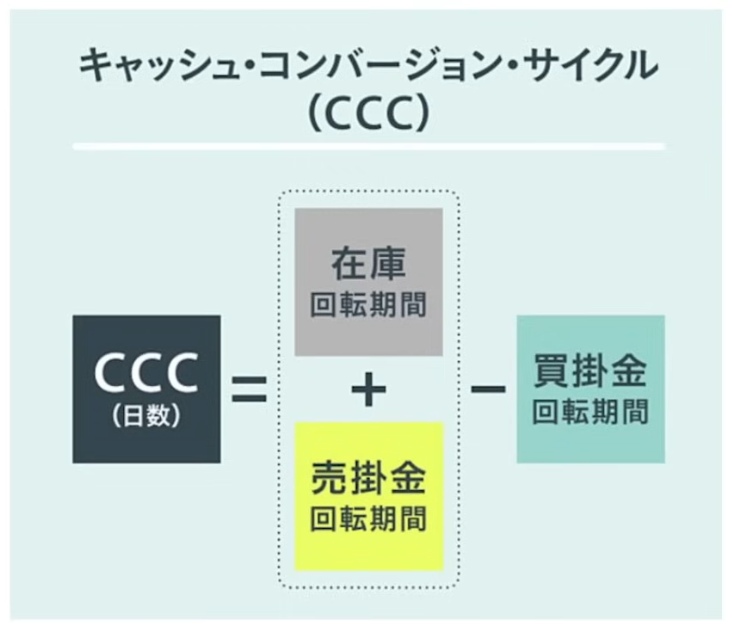 キャッシュ・コンバージョン・サイクル
(CCC)
CCC
(日数)
=
在庫
回転期間
+
売掛金
回転期間
−
買掛金
回転期間